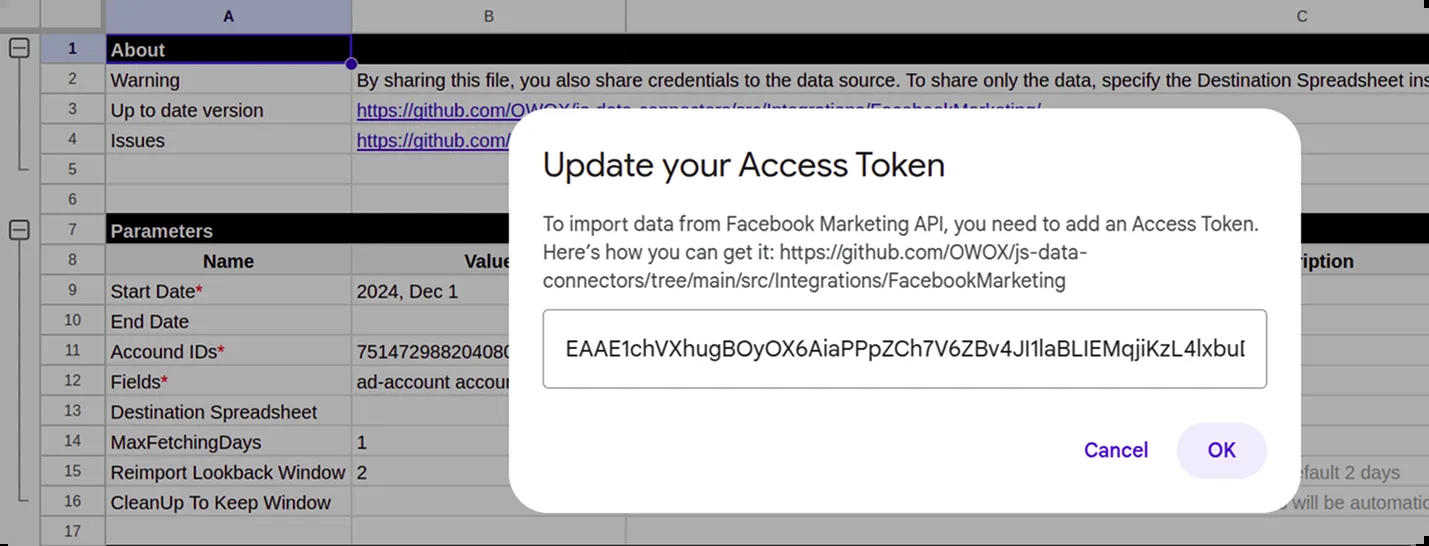 A B C
1 About
2 Warning By sharing this file, you also share credentials to the data source. To share only the data, specify the Destination Spreadsheet ins
3 Up to date version https://github.com/OWOX/js-data-connectors/src/Integrations/FacebookMarketing/
4 Issues https://github.com/
5
6
7 Parameters
8 Name Value ription
9 Start Date* 2024, Dec 1
10 End Date
11 Accound IDs* 751472988204080
12 Fields* ad-account accour
13 Destination Spreadsheet
14 MaxFetchingDays 1
15 Reimport Lookback Window 2 efault 2 days
16 CleanUp To Keep Window will be automatic
17
Update your Access Token
To import data from Facebook Marketing API, you need to add an Access Token.
Here’s how you can get it: https://github.com/OWOX/js-data-
connectors/tree/main/src/Integrations/FacebookMarketing
EAAE1chVXhugBOyOX6AiaPPpZCh7V6ZBv4JI1laBLIEMqjiKzL4lxbu
Cancel OK